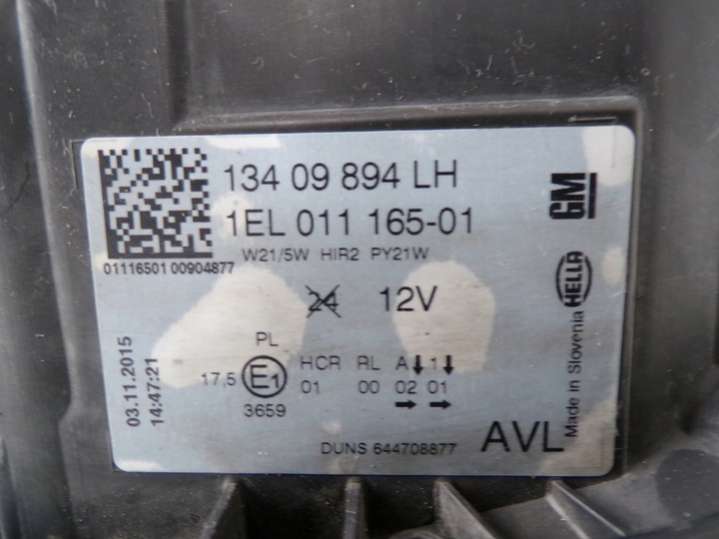 13 4 09 894 LH
1EL 011 165-01
W21/5W HIR2 PY21W
01116501 00904877
24 12V
PL
17,5 E1 HCR RL A 1
01 00 02 01
3659
DUNS 644708877
AVL
03.11.2015
14:47:21
GM
HELLA
Made in Slovenia